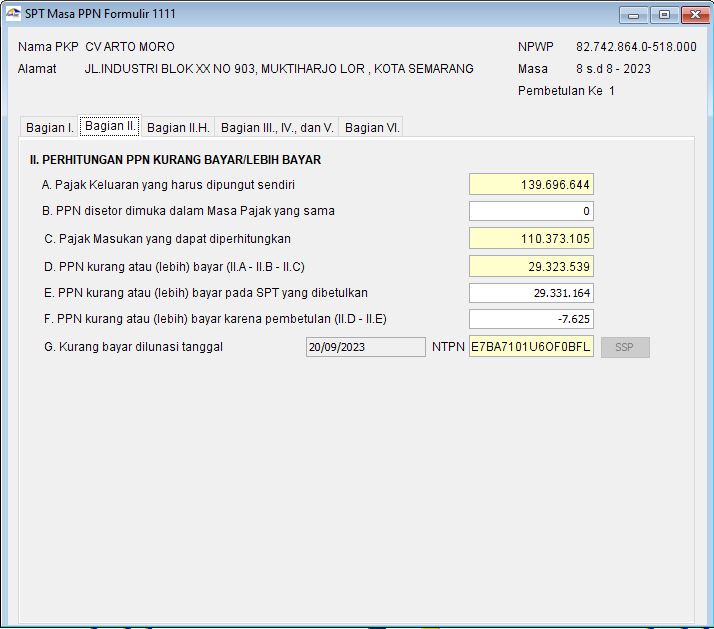 SPT Masa PPN Formulir 1111
Nama PKP CV ARTO MORO NPWP 82.742.864.0-518.000
Alamat JL.INDUSTRI BLOK XX NO 903, MUKTIHARJO LOR , KOTA SEMARANG Masa 8 s.d 8 - 2023
Pembetulan Ke 1
Bagian I. Bagian II. Bagian II.H. Bagian III., IV., dan V. Bagian VI.
II. PERHITUNGAN PPN KURANG BAYAR/LEBIH BAYAR
A. Pajak Keluaran yang harus dipungut sendiri 139.696.644
B. PPN disetor dimuka dalam Masa Pajak yang sama 0
C. Pajak Masukan yang dapat diperhitungkan 110.373.105
D. PPN kurang atau (lebih) bayar (II.A - II.B - II.C) 29.323.539
E. PPN kurang atau (lebih) bayar pada SPT yang dibetulkan 29.331.164
F. PPN kurang atau (lebih) bayar karena pembetulan (II.D - II.E) -7.625
G. Kurang bayar dilunasi tanggal 20/09/2023 NTPN E7BA7101U6OF0BFL SSP